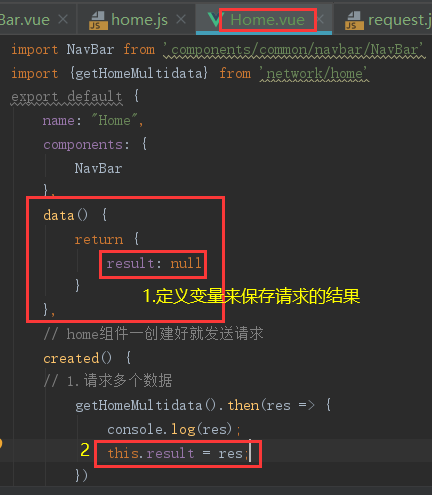 Bar.vue home.js Home.vue request.j
import NavBar from 'components/common/navbar/NavBar'
import {getHomeMultidata} from 'network/home'
export default {
name: "Home",
components: {
NavBar
},
data() {
return {
result: null
}
1.定义变量来保存请求的结果
},
// home组件一创建好就发送请求
created() {
// 1.请求多个数据
getHomeMultidata().then(res => {
console.log(res);
2 this.result = res;
})